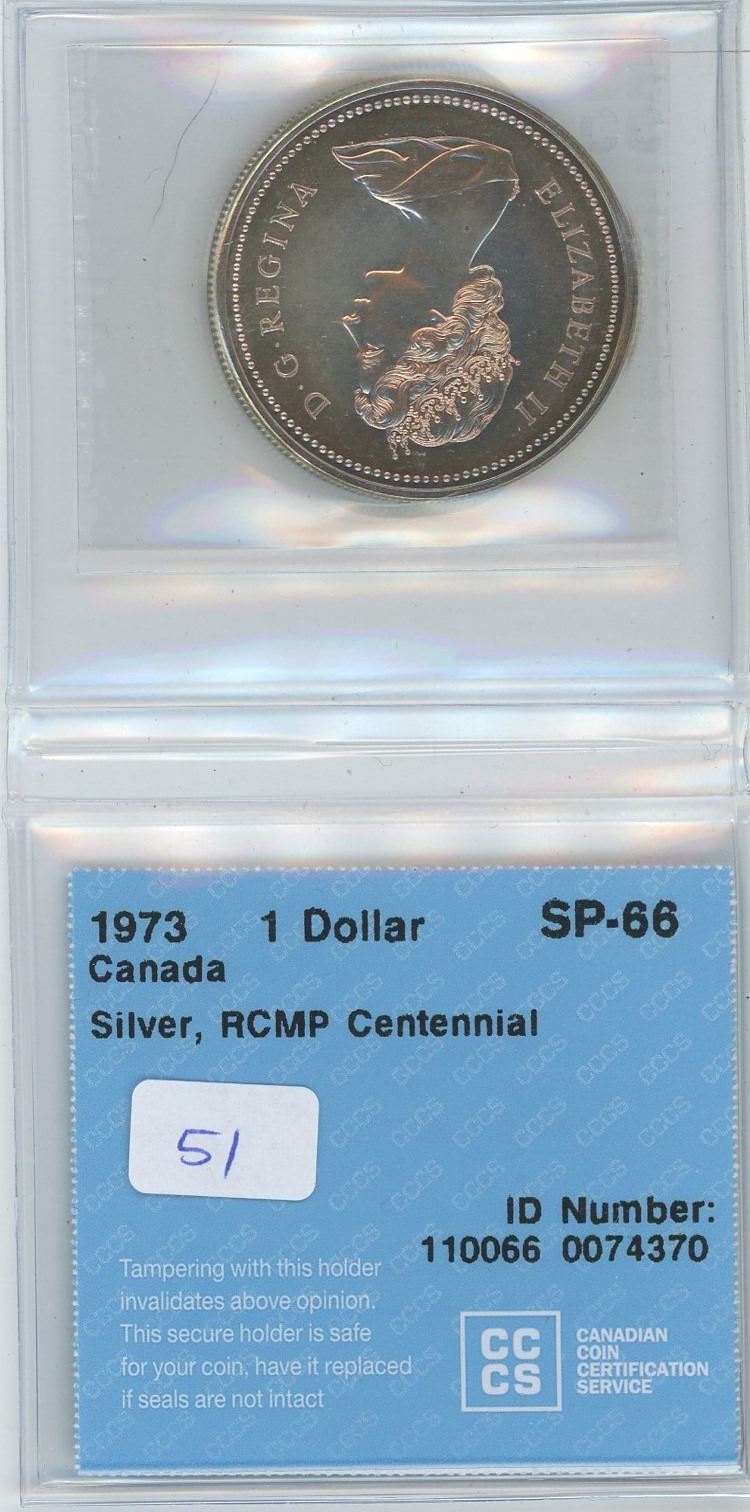 D·G·REGINA
ELIZABETH II
1973 1 Dollar SP-66
Canada
Silver, RCMP Centennial
51
ID Number:
110066 0074370
Tampering with this holder
invalidates above opinion.
This secure holder is safe
for your coin, have it replaced
if seals are not intact
CC
CS
CANADIAN
COIN
CERTIFICATION
SERVICE